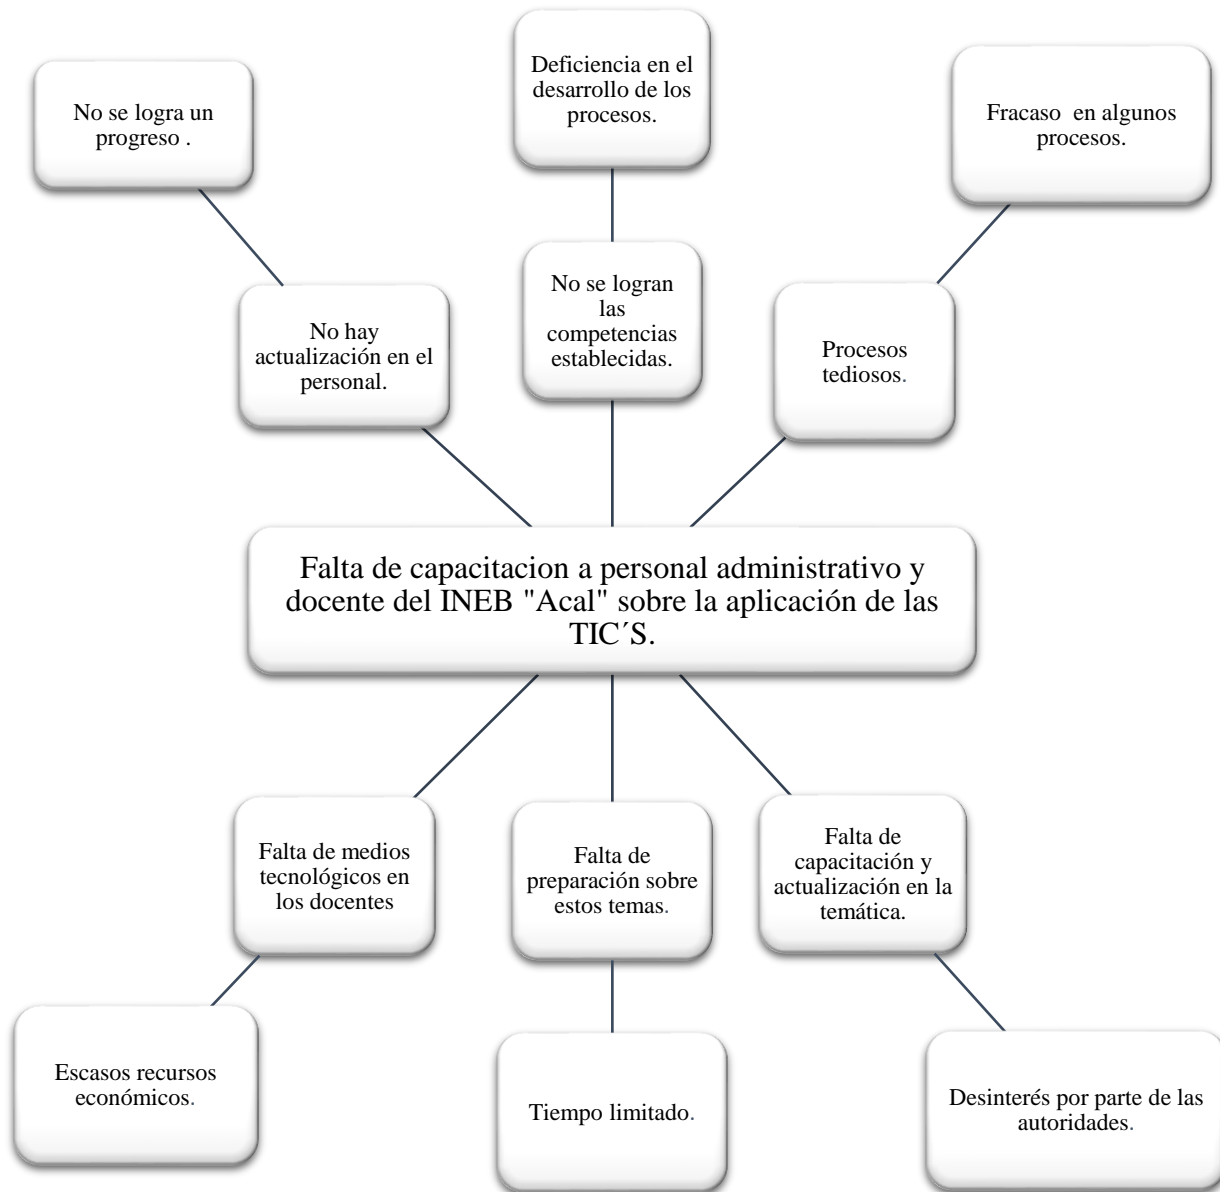 No se logra un
progreso .
Deficiencia en el
desarrollo de los
procesos.
Fracaso  en algunos
procesos.
No hay
actualización en el
personal.
No se logran
las
competencias
establecidas.
Procesos
tediosos.
Falta de capacitacion a personal administrativo y
docente del INEB "Acal" sobre la aplicación de las
TIC´S.
Falta de medios
tecnológicos en
los docentes
Falta de
preparación sobre
estos temas.
Falta de
capacitación y
actualización en la
temática.
Escasos recursos
económicos.
Tiempo limitado.
Desinterés por parte de las
autoridades.